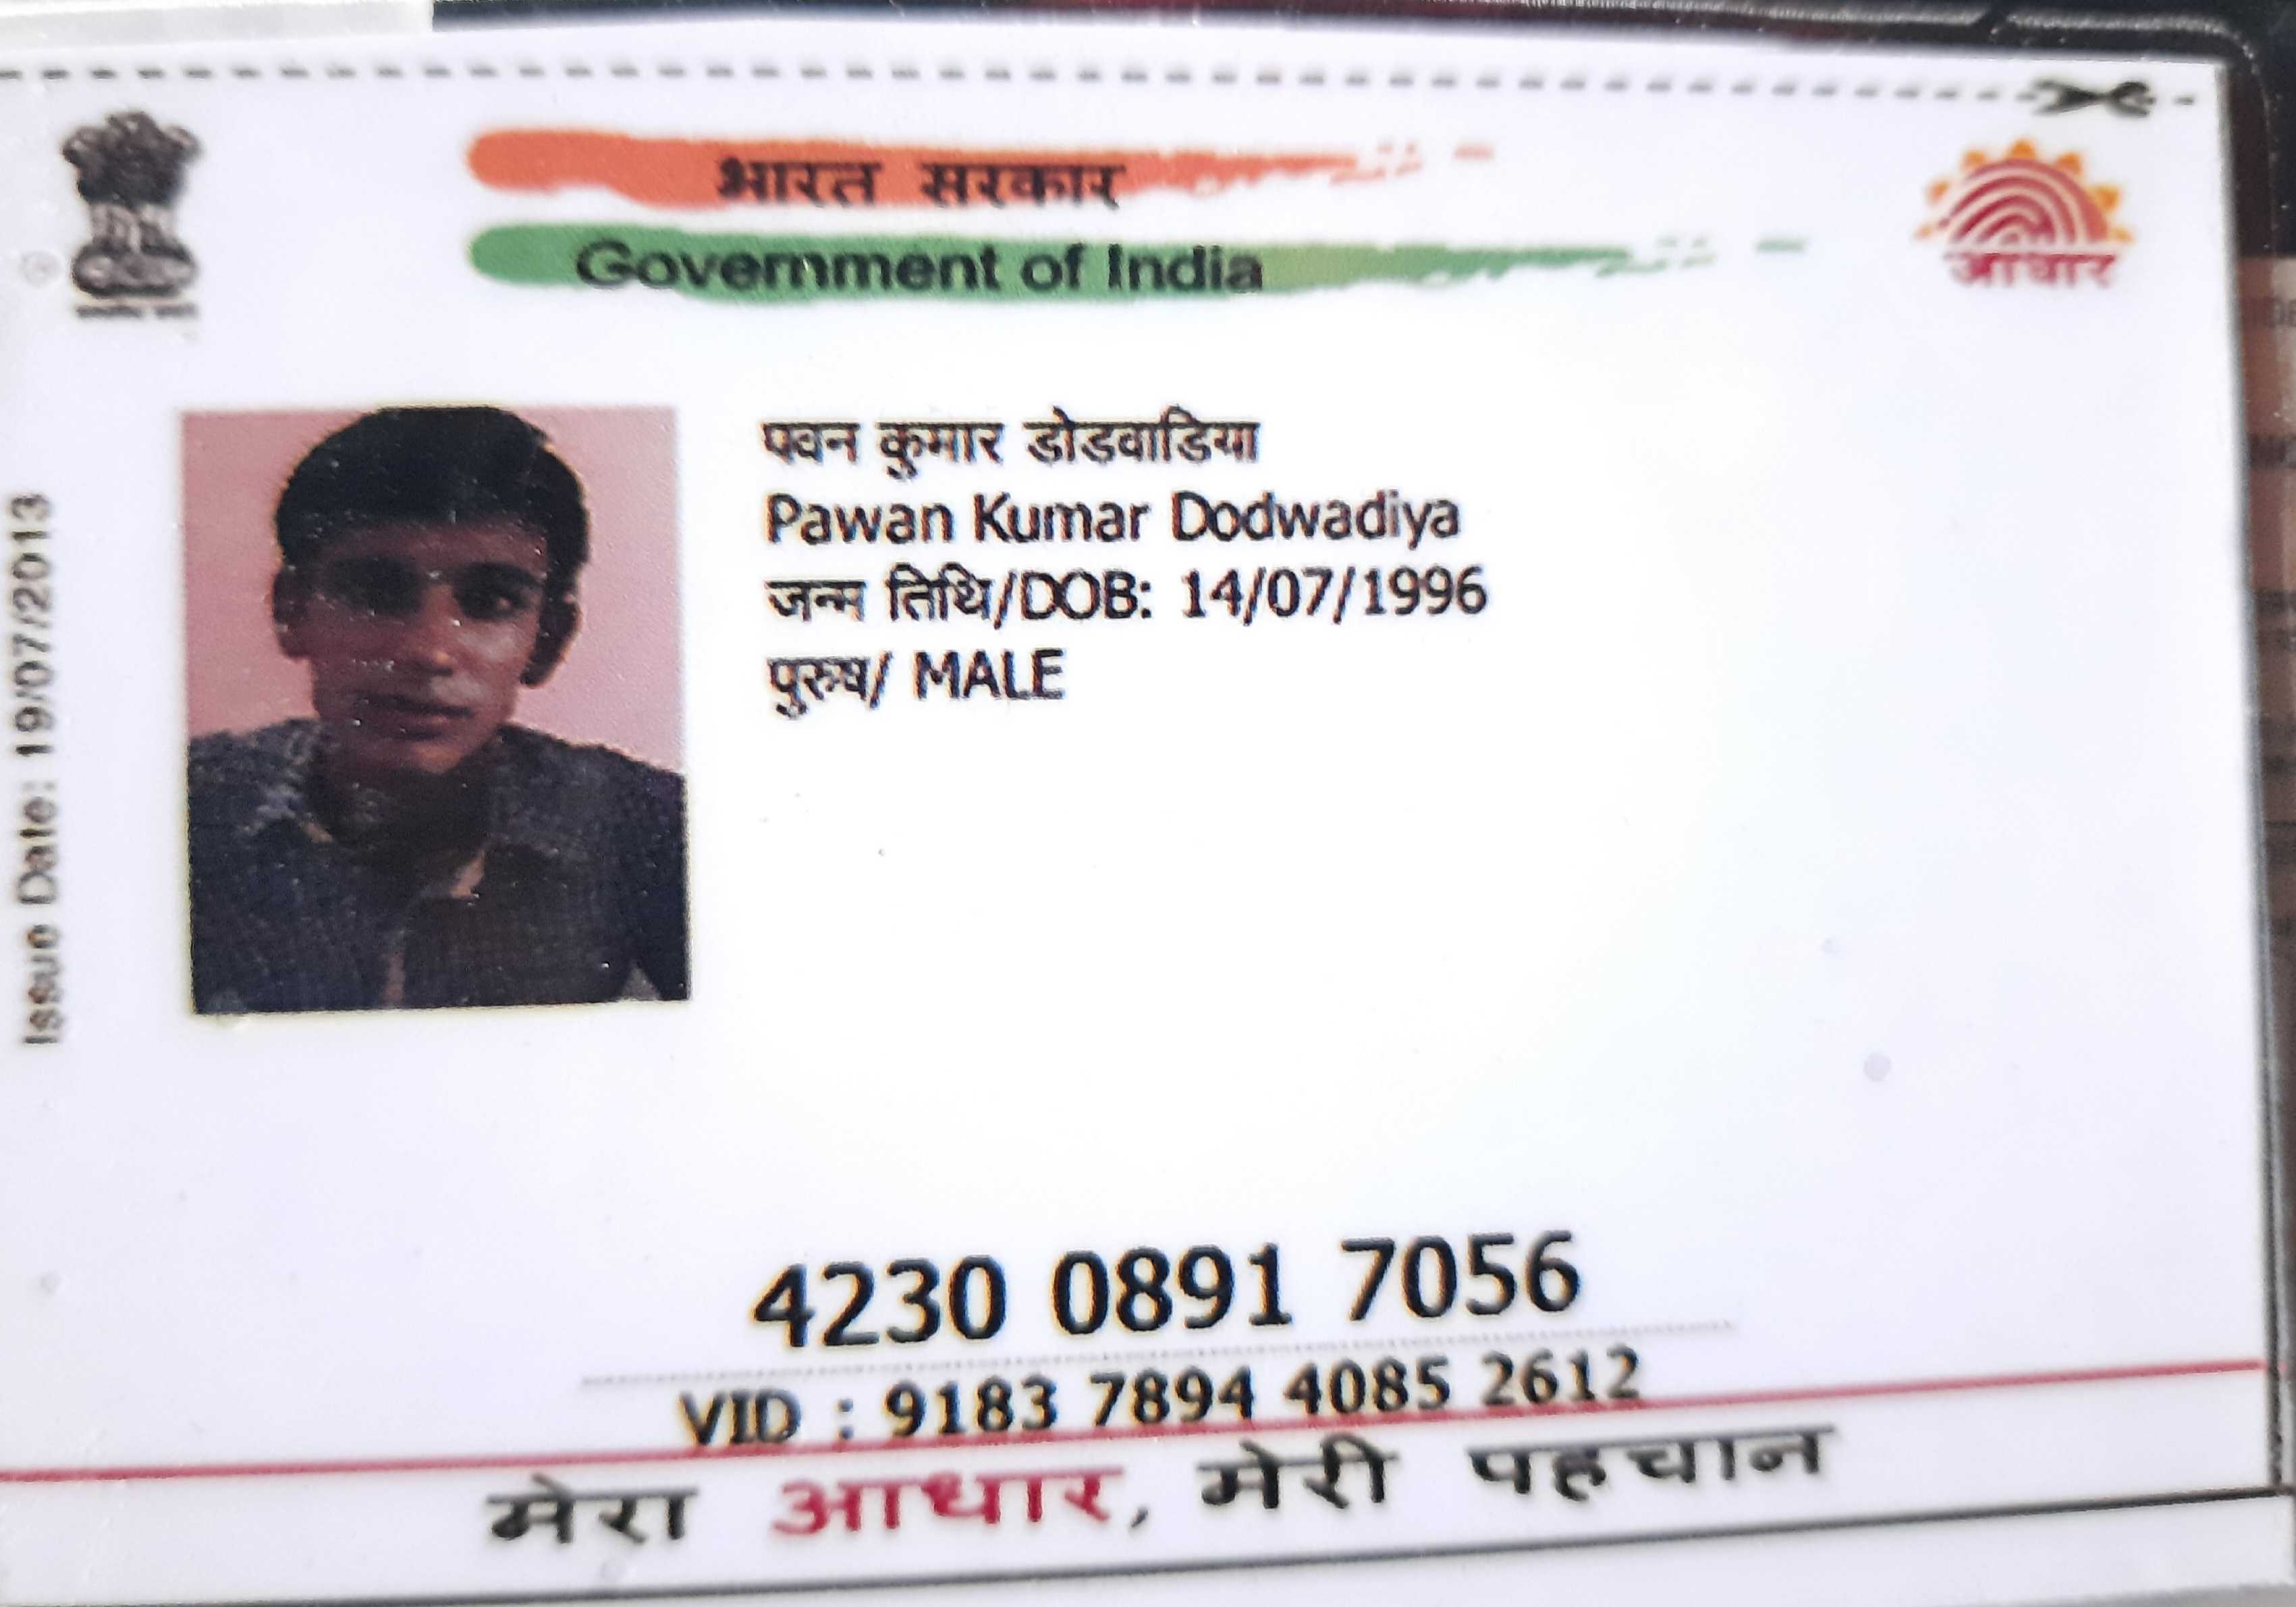 भारत सरकार
Government of India
आधार
Issue Date: 19/07/2013
पवन कुमार डोडवाडिया
Pawan Kumar Dodwadiya
जन्म तिथि/DOB: 14/07/1996
पुरुष/ MALE
4230 0891 7056
VID : 9183 7894 4085 2612
मेरा आधार, मेरी पहचान